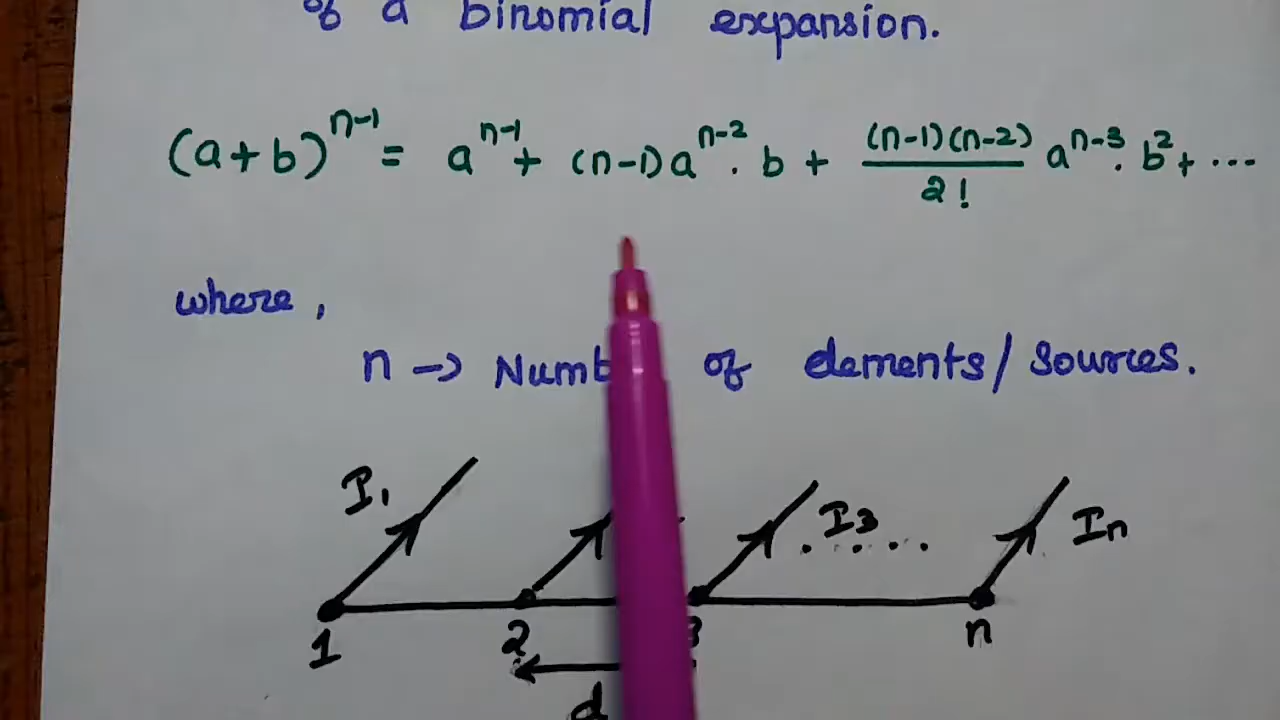 of a binomial expansion.
(a+b)^{n-1} = a^{n-1} + (n-1) a^{n-2} . b + \frac{(n-1)(n-2)}{2!} a^{n-3} . b^2 + ...
where,
n → of elements/sources.
I1 I3 .... In
1 2 3 n
d